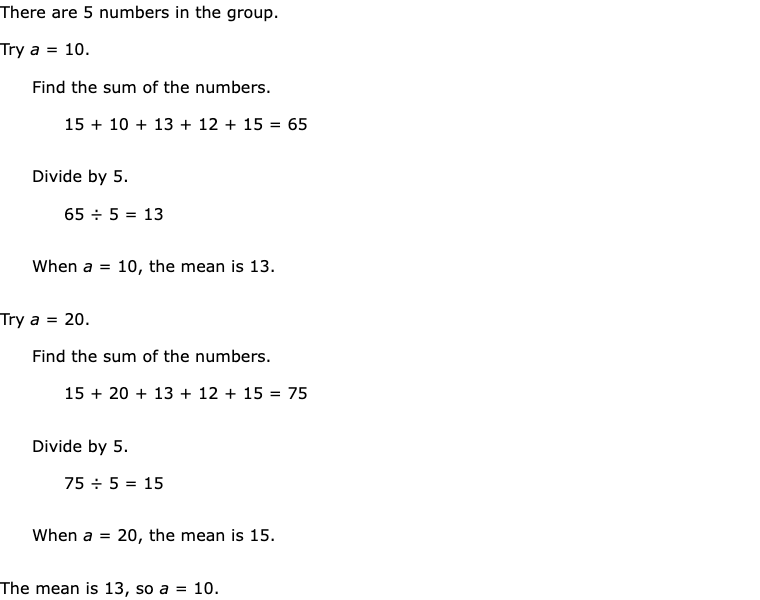 There are 5 numbers in the group.
Try a = 10.
Find the sum of the numbers.
15 + 10 + 13 + 12 + 15 = 65
Divide by 5.
65 ÷ 5 = 13
When a = 10, the mean is 13.
Try a = 20.
Find the sum of the numbers.
15 + 20 + 13 + 12 + 15 = 75
Divide by 5.
75 ÷ 5 = 15
When a = 20, the mean is 15.
The mean is 13, so a = 10.